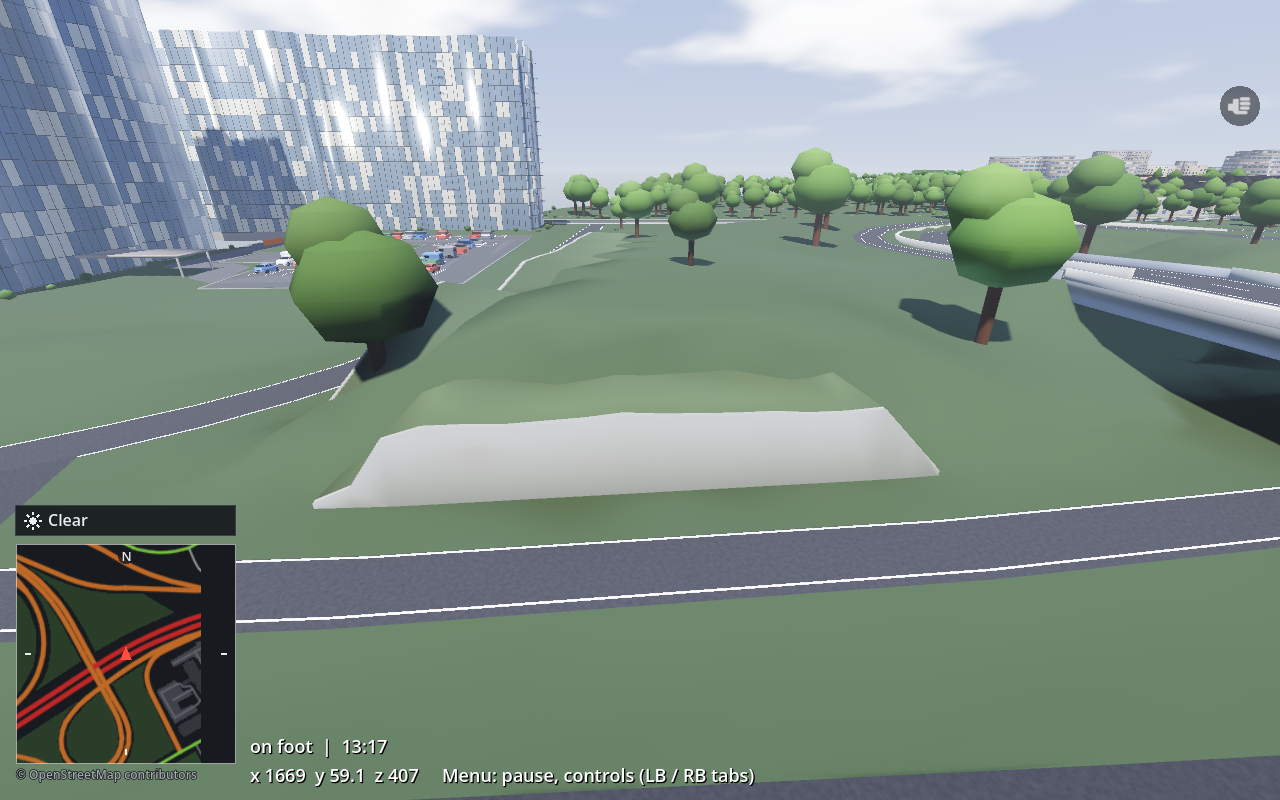 Clear
N
© OpenStreetMap contributors
on foot | 13:17
x 1669 y 59.1 z 407 Menu: pause, controls (LB / RB tabs)